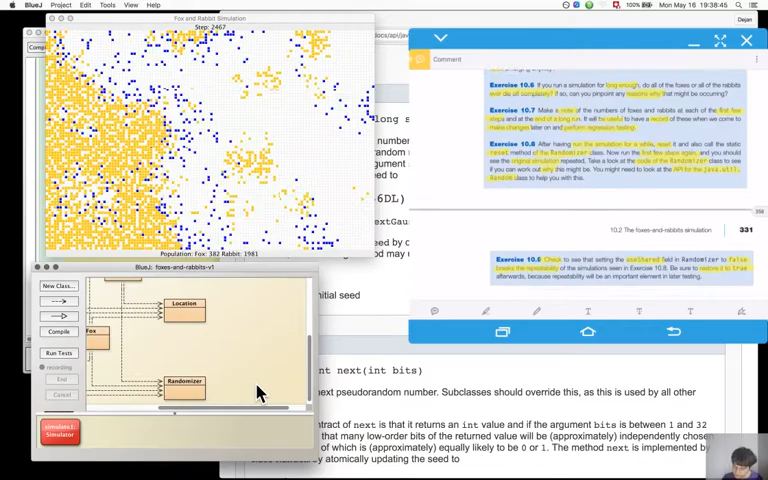 BlueJ Project Edit Tools View Help
100% Mon May 16 19:38:45
Dejan
Fox and Rabbit Simulation
Step: 2467
Population: Fox: 382 Rabbit: 1981
Comment
Exercise 10.6 If you run a simulation for long enough, do all of the foxes or all of the rabbits
ever die off completely? If so, can you pinpoint any reasons why that might be occurring?
Exercise 10.7 Make a note of the numbers of foxes and rabbits at each of the first few
steps and at the end of a long run. It will be useful to have a record of these when we come to
make changes later on and perform regression testing.
Exercise 10.8 After having run the simulation for a while, reset it and also call the static
reset method of the Randomizer class. Now run the first few steps again, and you should
see the original simulation repeated. Take a look at the code of the Randomizer class to see
if you can work out why this might be. You might need to look at the API for the java.util.
Random class to help you with this.
358
10.2 The foxes-and-rabbits simulation 331
Exercise 10.9 Check to see that setting the useShared field in Randomizer to false
breaks the repeatability of the simulations seen in Exercise 10.8. Be sure to restore it to true
afterwards, because repeatability will be an important element in later testing.
BlueJ: foxes-and-rabbits-v1
New Class...
Compile
Run Tests
recording
End
Cancel
Location
Fox
Randomizer
simulato1:
Simulator
docs/api/jav
long s
number
andom
argument
6DL)
extGau
nitial seed
int next(int bits)
next pseudorandom number. Subclasses should override this, as this is used by all other
ntract of next is that it returns an int value and if the argument bits is between 1 and 32
that many low-order bits of the returned value will be (approximately) independently chosen
of which is (approximately) equally likely to be 0 or 1. The method next is implemented by
by atomically updating the seed to